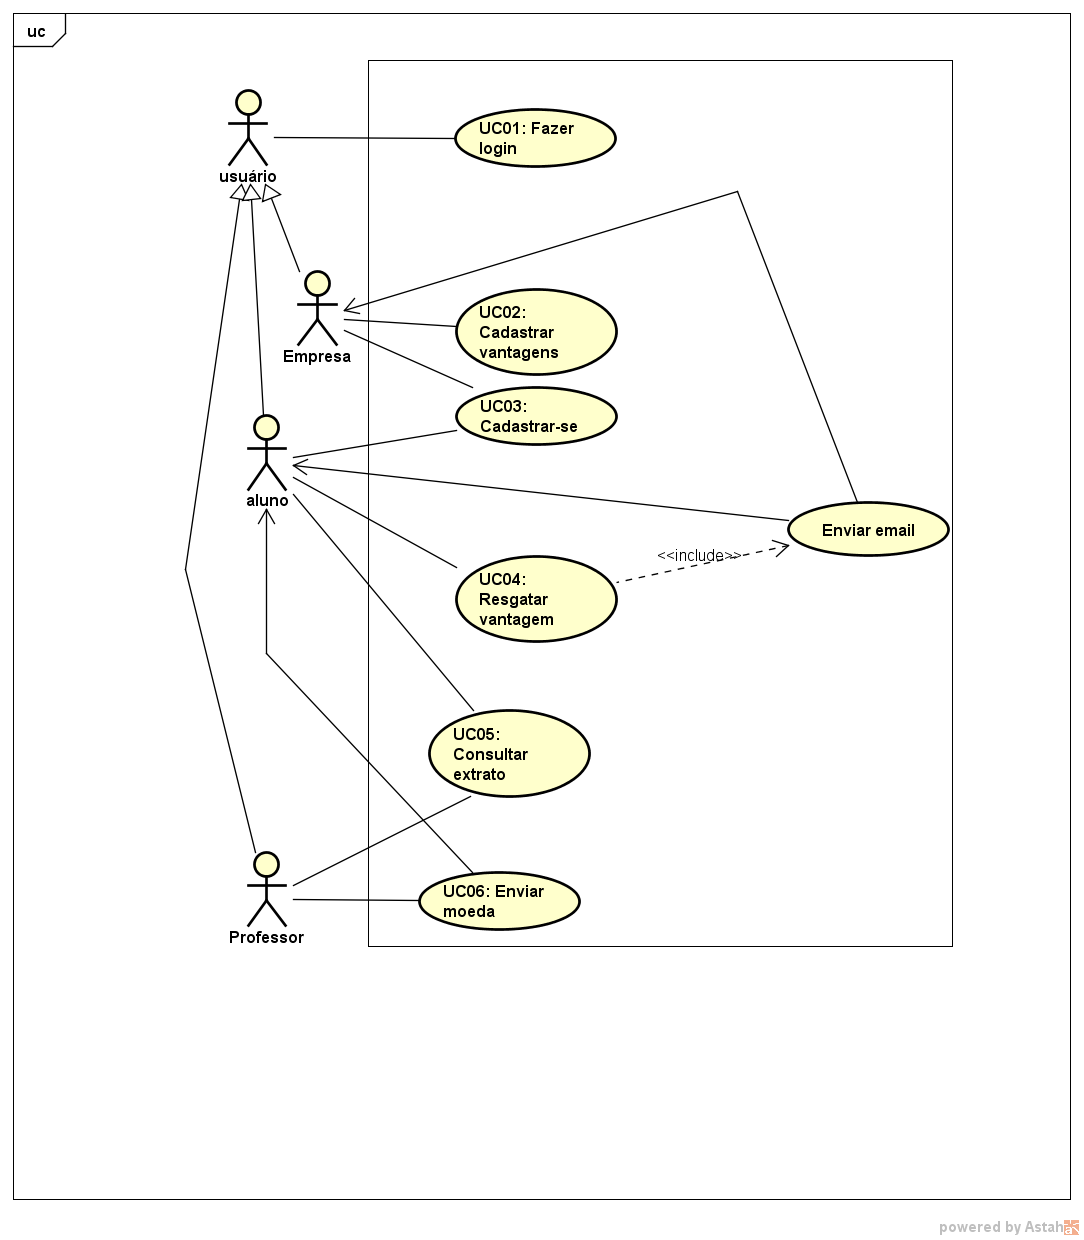 uc
usuário
UC01: Fazer
login
Empresa
UC02:
Cadastrar
vantagens
UC03:
Cadastrar-se
aluno
Enviar email
<<include>>
UC04:
Resgatar
vantagem
UC05:
Consultar
extrato
UC06: Enviar
moeda
Professor
powered by Astah